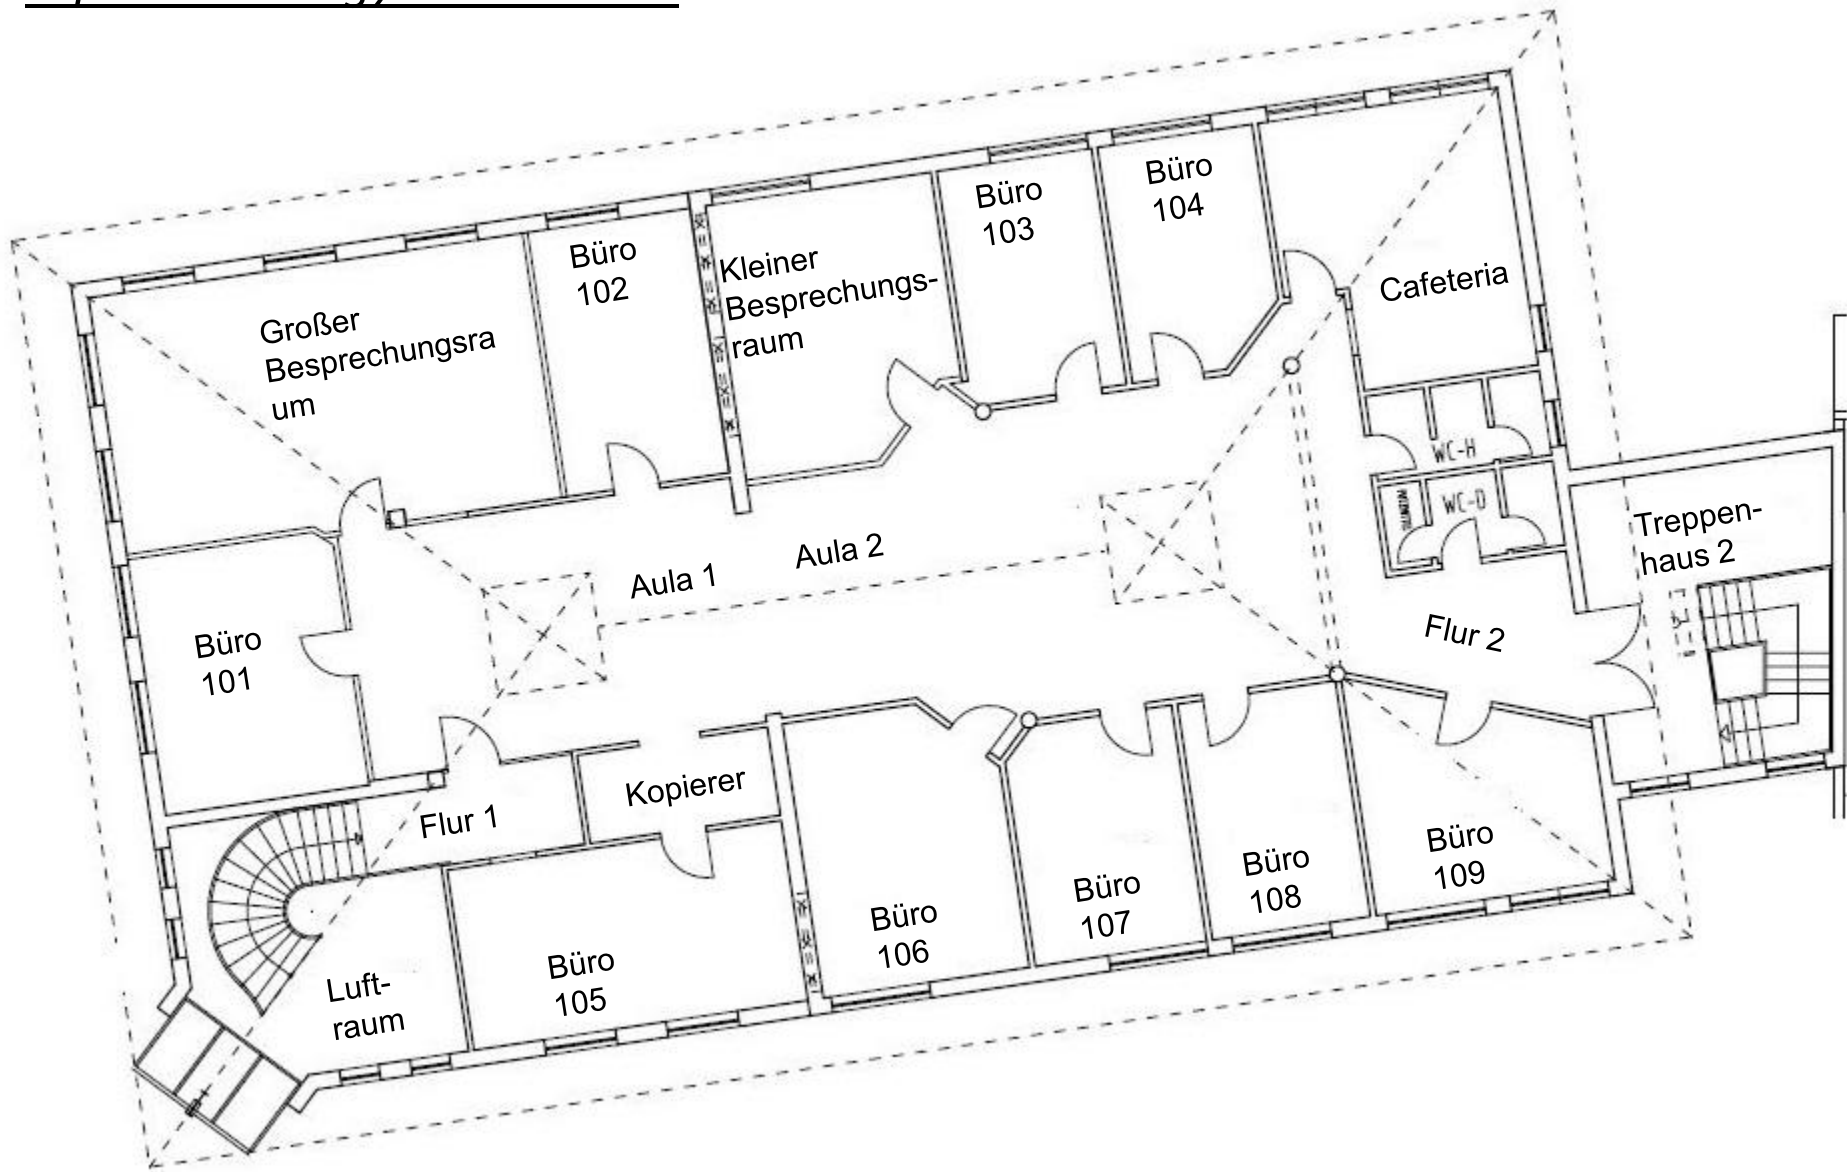 Büro
103
Büro
104
Büro
102
Kleiner
Besprechungs-
raum
Cafeteria
Großer
Besprechungsra
um
WC-H
WC-D
Treppen-
haus 2
Aula 1
Aula 2
Büro
101
Flur 2
Kopierer
Flur 1
Büro
109
Büro
108
Büro
107
Büro
106
Büro
105
Luft-
raum